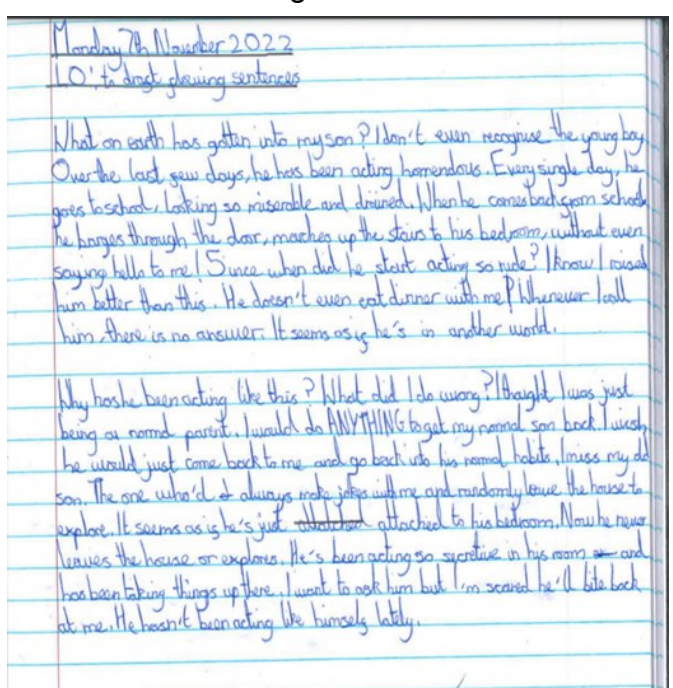 Monday 7th November 2022
LO: to draft flowing sentences
What on earth has gotten into my son? I don't even recognise the young boy.
Over the last few days, he has been acting horrendous. Every single day, he
goes to school, looking so miserable and drained. When he comes back from school
he barges through the door, marches up the stairs to his bedroom, without even
saying hello to me! Since when did he start acting so rude? I know I raised
him better than this. He doesn't even eat dinner with me! Whenever I call
him, there is no answer. It seems as if he's in another world.
Why has he been acting like this? What did I do wrong? I thought I was just
being a normal parent. I would do ANYTHING to get my normal son back. I wish
he would just come back to me and go back into his normal habits, I miss my old
son. The one who'd always make jokes with me and randomly leave the house to
explore. It seems as if he's just attached to his bedroom. Now he never
leaves the house or explores. He's been acting so secretive in his room and
has been taking things up there. I want to ask him but I'm scared he'll bite back
at me. He hasn't been acting like himself lately.